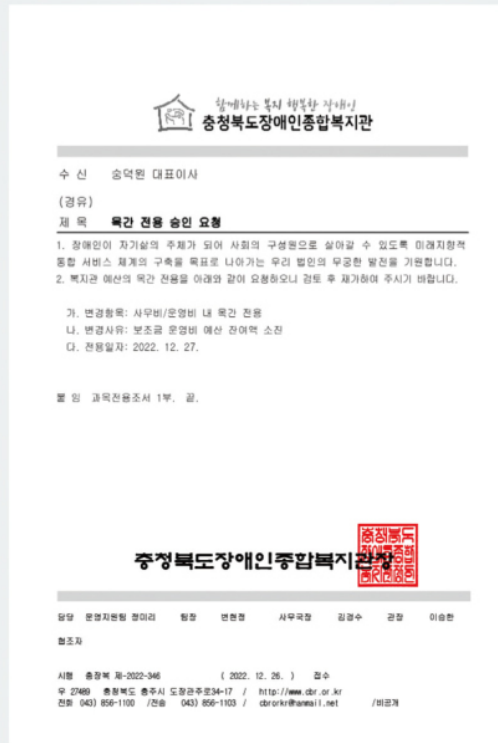 함께하는 복지 행복한 장애인
충청북도장애인종합복지관
수 신 숭덕원 대표이사
(경유)
제 목 목간 전용 승인 요청
1. 장애인이 자기삶의 주체가 되어 사회의 구성원으로 살아갈 수 있도록 미래지향적
통합 서비스 체계의 구축을 목표로 나아가는 우리 법인의 무궁한 발전을 기원합니다.
2. 복지관 예산의 목간 전용을 아래와 같이 요청하오니 검토 후 재가하여 주시기 바랍니다.
가. 변경항목: 사무비/운영비 내 목간 전용
나. 변경사유: 보조금 운영비 예산 잔여액 소진
다. 전용일자: 2022. 12. 27.
붙 임 과목전용조서 1부. 끝.
충청북도장애인종합복지관장
담당 운영지원팀 정미리 팀장 변현정 사무국장 김경수 관장 이승환
협조자
시행 충장복 제-2022-346 ( 2022. 12. 26. ) 접수
우 27489 충청북도 충주시 도장관주로34-17 / http://www.cbr.or.kr
전화 043) 856-1100 /전송 043) 856-1103 / cbrorkr@hanmail.net /비공개